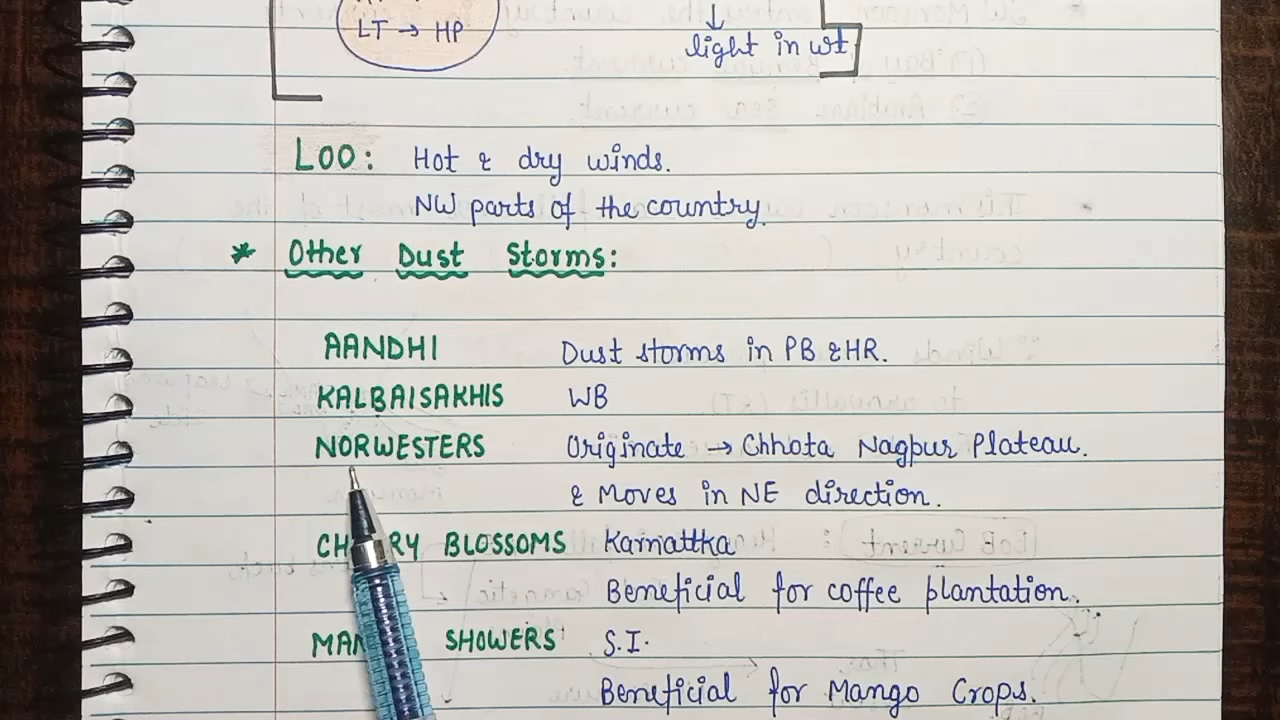 LT → HP
↓
light in wt
LOO: Hot & dry winds.
NW parts of the country.
* Other Dust Storms:
AANDHI Dust storms in PB & HR.
KALBAISAKHIS WB
NORWESTERS Originate → Chhota Nagpur Plateau.
& Moves in NE direction.
BLOSSOMS Karnattka
Beneficial for coffee plantation.
SHOWERS S.I.
Beneficial for Mango Crops.